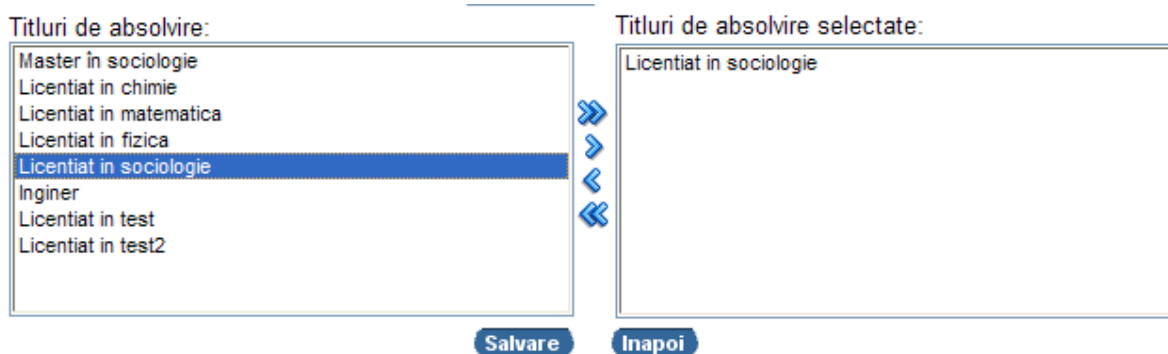 Titluri de absolvire:
Master în sociologie
Licentiat in chimie
Licentiat in matematica
Licentiat in fizica
Licentiat in sociologie
Inginer
Licentiat in test
Licentiat in test2
Titluri de absolvire selectate:
Licentiat in sociologie
Salvare
Inapoi